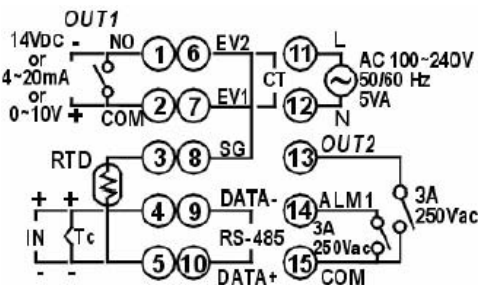 OUT1
14VDC - NO 1 6 EV2 11 L
or
4~20mA CT AC 100~240V
or 50/60 Hz
0~10V + COM 2 7 EV1 12 N 5VA
RTD 3 8 SG 13 OUT2
+ + 4 9 DATA- 14 ALM1 3A
250Vac
IN Tc RS-485 3A
250Vac
- - 5 10 DATA+ 15 COM